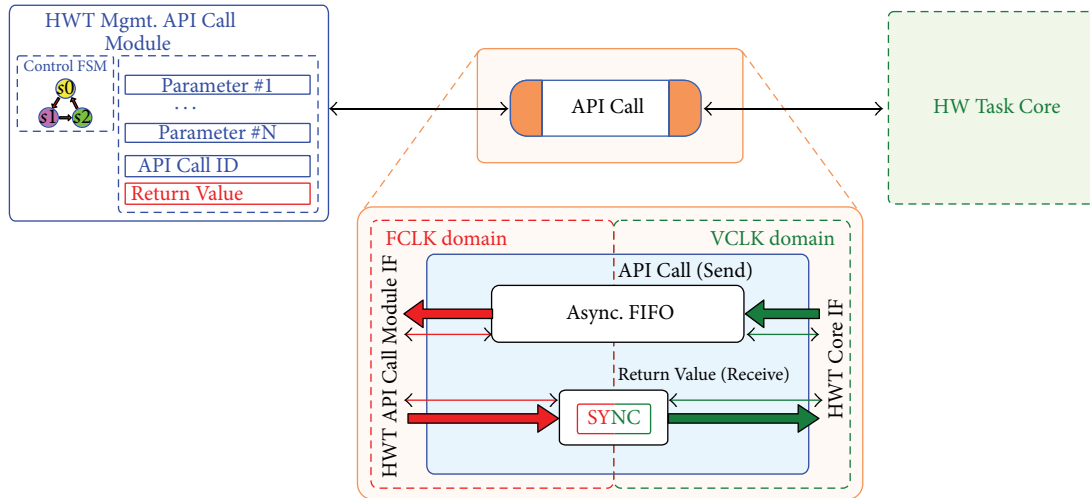 HWT Mgmt. API Call
Module
Control FSM
s0
s1
s2
Parameter #1
...
Parameter #N
API Call ID
Return Value
API Call
HW Task Core
FCLK domain
VCLK domain
HWT API Call Module IF
API Call (Send)
Async. FIFO
Return Value (Receive)
SYNC
HWT Core IF